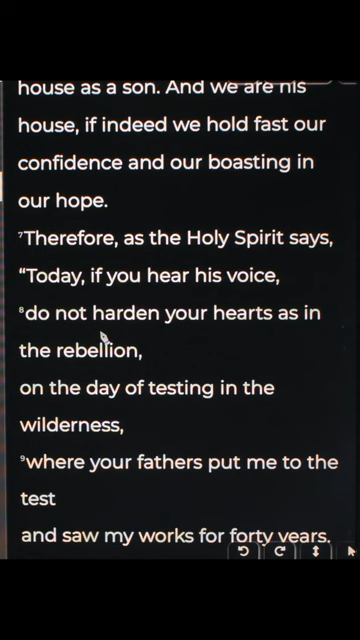 house as a son. And we are his
house, if indeed we hold fast our
confidence and our boasting in
our hope.
⁷Therefore, as the Holy Spirit says,
“Today, if you hear his voice,
⁸do not harden your hearts as in
the rebellion,
on the day of testing in the
wilderness,
⁹where your fathers put me to the
test
and saw my works for forty years.